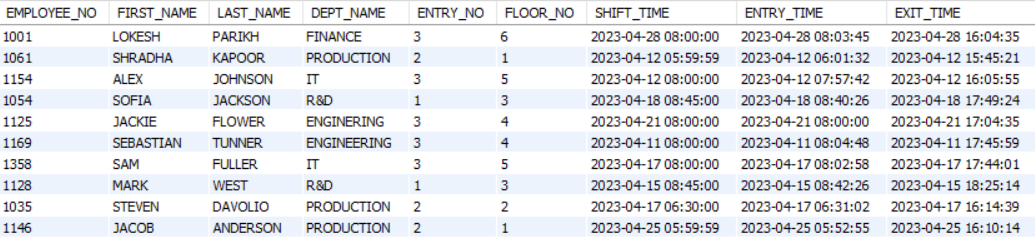 EMPLOYEE_NO FIRST_NAME LAST_NAME DEPT_NAME ENTRY_NO FLOOR_NO SHIFT_TIME ENTRY_TIME EXIT_TIME
1001 LOKESH PARIKH FINANCE 3 6 2023-04-28 08:00:00 2023-04-28 08:03:45 2023-04-28 16:04:35
1061 SHRADHA KAPOOR PRODUCTION 2 1 2023-04-12 05:59:59 2023-04-12 06:01:32 2023-04-12 15:45:21
1154 ALEX JOHNSON IT 3 5 2023-04-12 08:00:00 2023-04-12 07:57:42 2023-04-12 16:05:55
1054 SOFIA JACKSON R&D 1 3 2023-04-18 08:45:00 2023-04-18 08:40:26 2023-04-18 17:49:24
1125 JACKIE FLOWER ENGINERING 3 4 2023-04-21 08:00:00 2023-04-21 08:00:00 2023-04-21 17:04:35
1169 SEBASTIAN TUNNER ENGINEERING 3 4 2023-04-11 08:00:00 2023-04-11 08:04:48 2023-04-11 17:45:59
1358 SAM FULLER IT 3 5 2023-04-17 08:00:00 2023-04-17 08:02:58 2023-04-17 17:44:01
1128 MARK WEST R&D 1 3 2023-04-15 08:45:00 2023-04-15 08:42:26 2023-04-15 18:25:14
1035 STEVEN DAVOLIO PRODUCTION 2 2 2023-04-17 06:30:00 2023-04-17 06:31:02 2023-04-17 16:14:39
1146 JACOB ANDERSON PRODUCTION 2 1 2023-04-25 05:59:59 2023-04-25 05:52:55 2023-04-25 16:10:14